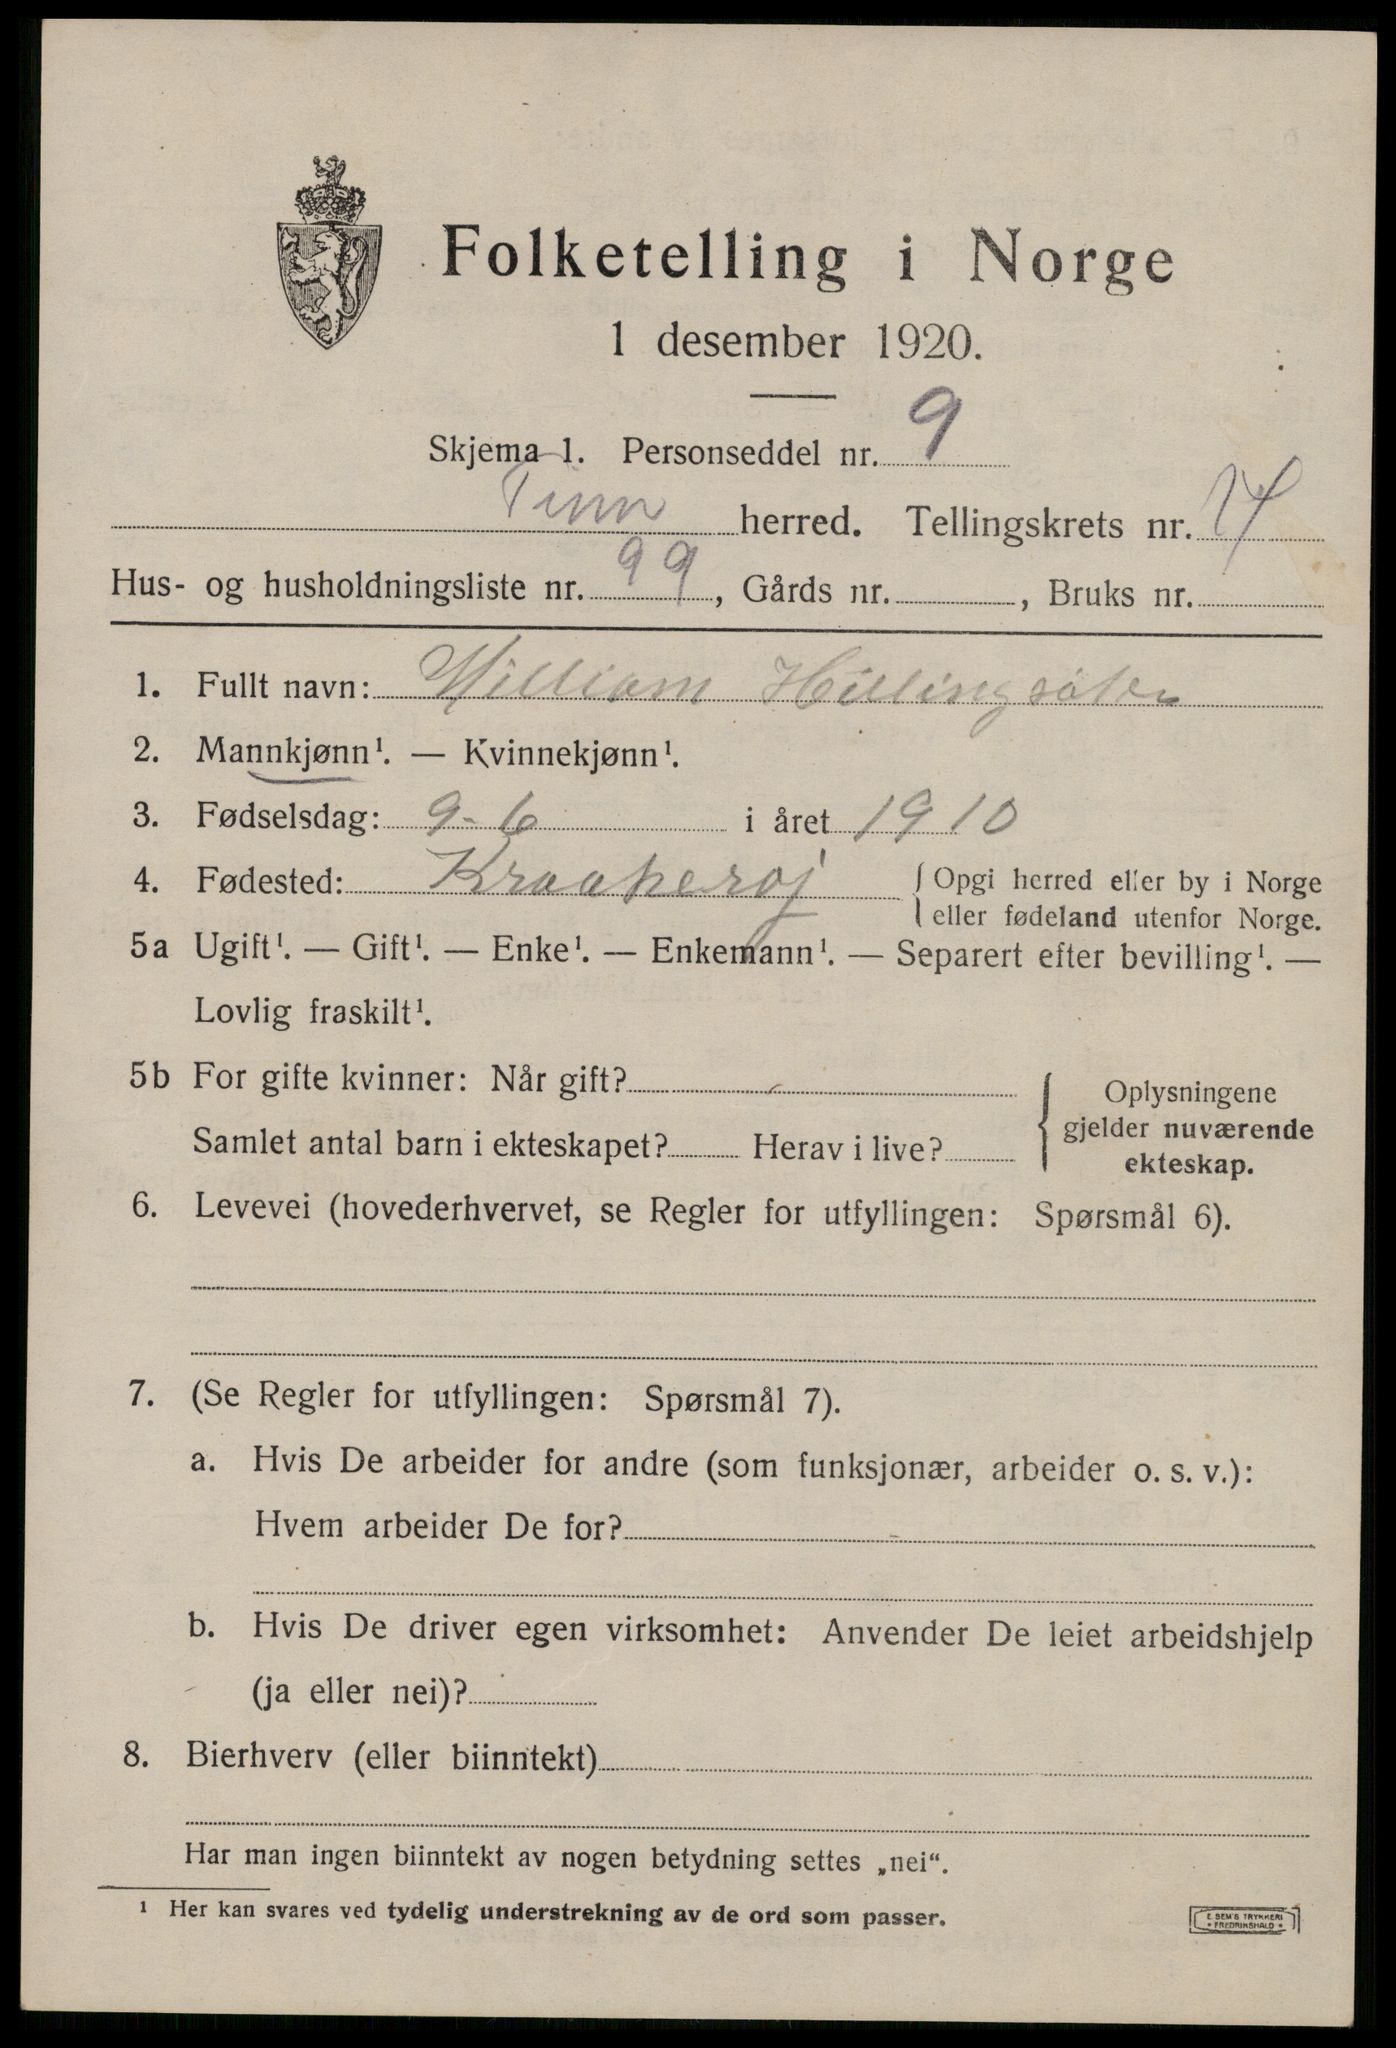 Folketelling i Norge
1 desember 1920.
Skjema 1. Personseddel nr. 9
Tinn herred. Tellingskrets nr. 14
Hus- og husholdningsliste nr. 99, Gårds nr. , Bruks nr.
1. Fullt navn: William
2. Mannkjønn¹. — Kvinnekjønn¹.
3. Fødselsdag: 9-6 i året 1910
4. Fødested: Kraakerøj { Opgi herred eller by i Norge
eller fødeland utenfor Norge.
5a Ugift¹. — Gift¹. — Enke¹. — Enkemann¹. — Separert efter bevilling¹. —
Lovlig fraskilt¹.
5b For gifte kvinner: Når gift?
Samlet antal barn i ekteskapet? Herav i live?
{ Oplysningene
gjelder nuværende
ekteskap.
6. Levevei (hovederhvervet, se Regler for utfyllingen: Spørsmål 6).
7. (Se Regler for utfyllingen: Spørsmål 7).
a. Hvis De arbeider for andre (som funksjonær, arbeider o. s. v.):
Hvem arbeider De for?
b. Hvis De driver egen virksomhet: Anvender De leiet arbeidshjelp
(ja eller nei)?
8. Bierhverv (eller biinntekt)
Har man ingen biinntekt av nogen betydning settes „nei“.
¹ Her kan svares ved tydelig understrekning av de ord som passer.
E. SEM'S TRYKKERI
* FREDRIKSHALD *